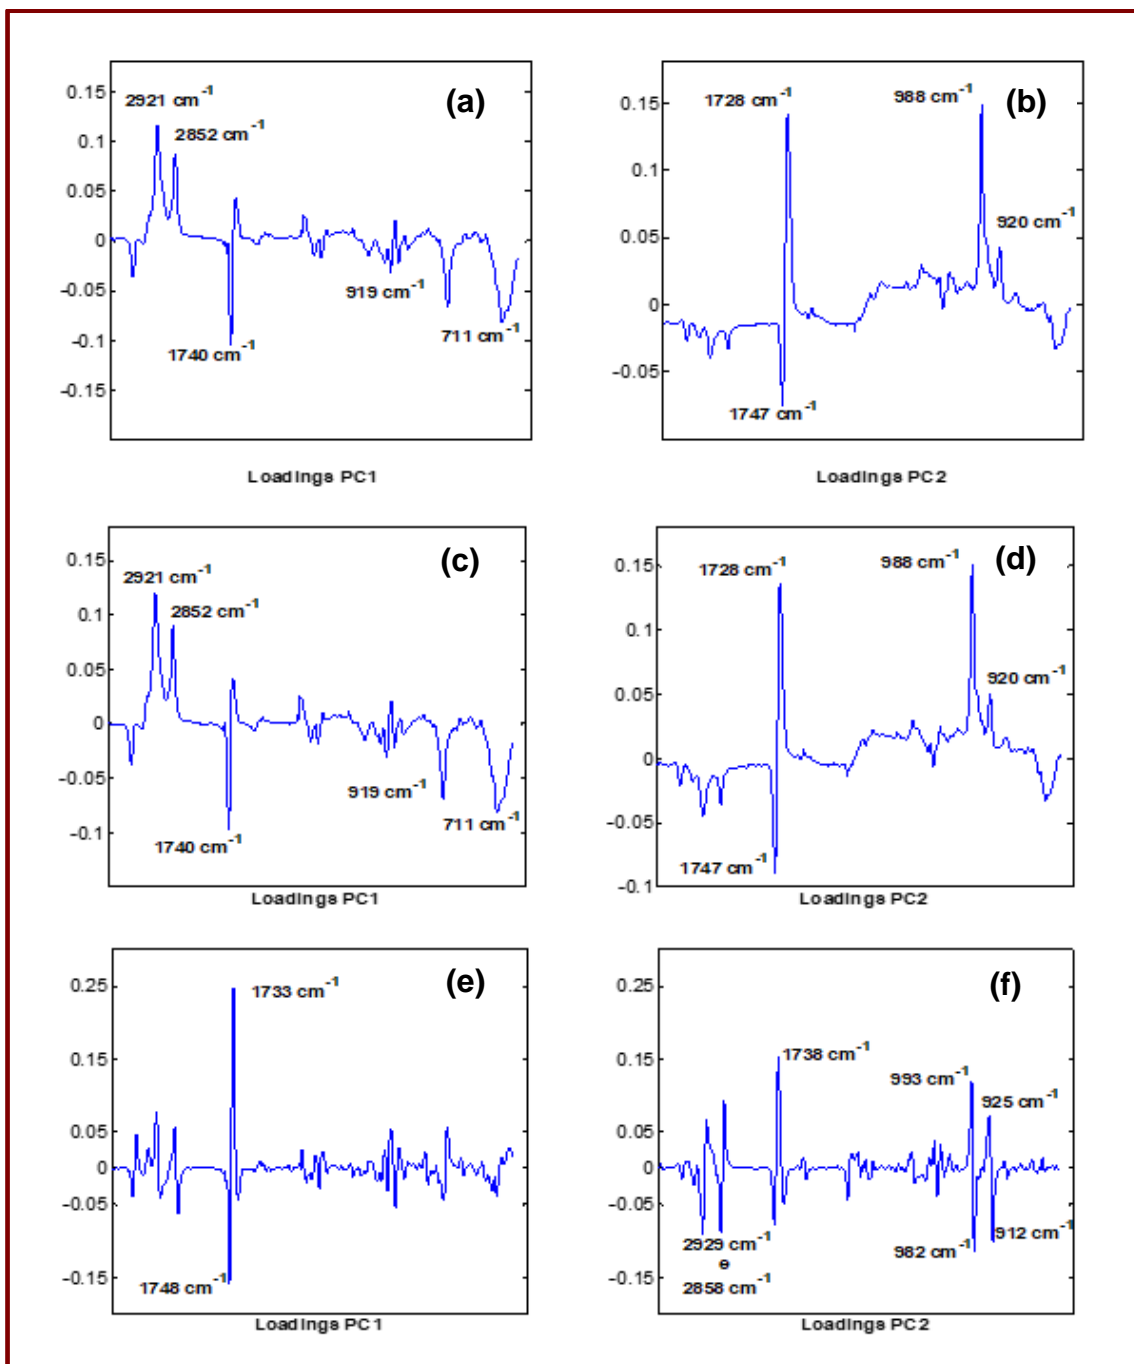 (a)
0.15
0.1
0.05
0
-0.05
-0.1
-0.15
2921 cm⁻¹
2852 cm⁻¹
919 cm⁻¹
711 cm⁻¹
1740 cm⁻¹
Loadings PC1
(b)
0.15
0.1
0.05
0
-0.05
1728 cm⁻¹
988 cm⁻¹
920 cm⁻¹
1747 cm⁻¹
Loadings PC2
(c)
0.15
0.1
0.05
0
-0.05
-0.1
2921 cm⁻¹
2852 cm⁻¹
919 cm⁻¹
711 cm⁻¹
1740 cm⁻¹
Loadings PC1
(d)
0.15
0.1
0.05
0
-0.05
-0.1
1728 cm⁻¹
988 cm⁻¹
920 cm⁻¹
1747 cm⁻¹
Loadings PC2
(e)
0.25
0.15
0.05
0
-0.05
-0.15
1733 cm⁻¹
1748 cm⁻¹
Loadings PC1
(f)
0.25
0.15
0.05
0
-0.05
-0.15
1738 cm⁻¹
993 cm⁻¹
925 cm⁻¹
2929 cm⁻¹
e
2858 cm⁻¹
982 cm⁻¹
912 cm⁻¹
Loadings PC2